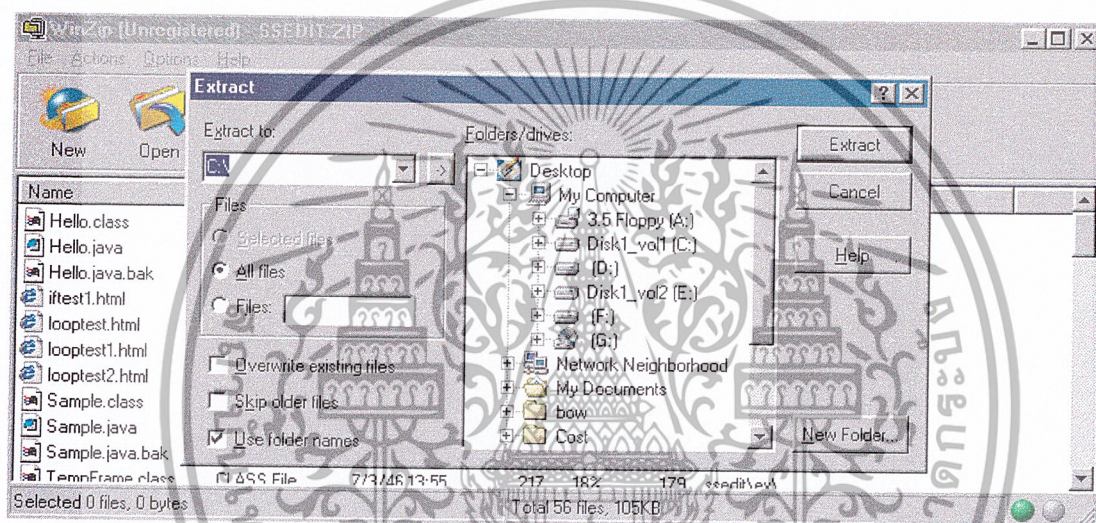 WinZip (Unregistered) - SSEDIT.ZIP
File Actions Options Help
New Open
Extract
Extract to:
C:\
Files
Selected files
All files
Files:
Overwrite existing files
Skip older files
Use folder names
Folders/drives:
Desktop
My Computer
3.5 Floppy (A:)
Disk1_vol1 (C:)
(D:)
Disk1_vol2 (E:)
(F:)
(G:)
Network Neighborhood
My Documents
bow
Cost
Extract
Cancel
Help
New Folder...
Name
Hello.class
Hello.java
Hello.java.bak
iftest1.html
looptest.html
looptest1.html
looptest2.html
Sample.class
Sample.java
Sample.java.bak
TempFrame.class CLASS File 7/3/46 13:55 217 18% 179 ssedit\ey\
Selected 0 files, 0 bytes
Total 56 files, 105KB